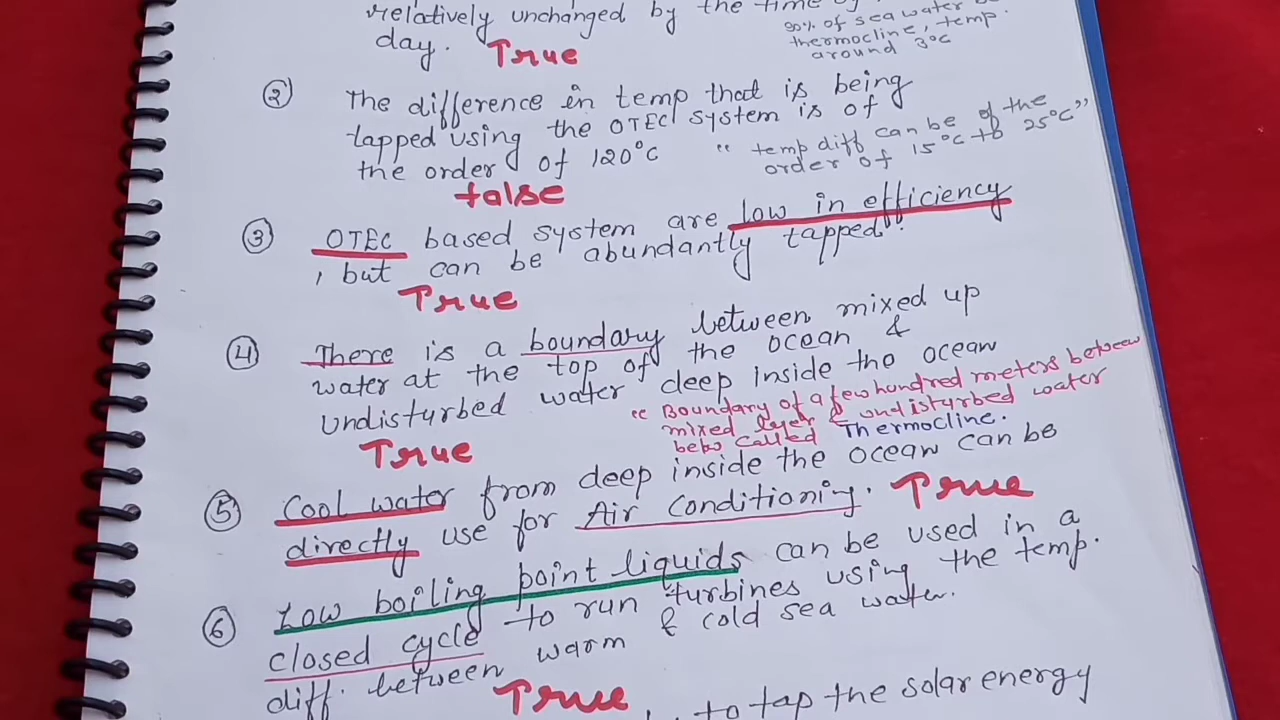 relatively unchanged by the time
day. True
90% of sea water
thermocline, temp.
around 3°C
② The difference in temp that is being
tapped using the OTEC system is of
the order of 120°C
" temp diff can be of the
order of 15°C to 25°C"
false
③ OTEC based system are low in efficiency
, but can be abundantly tapped.
True
④ There is a boundary between mixed up
water at the top of the ocean &
undisturbed water deep inside the ocean
" Boundary of a few hundred meters between
mixed layer & undisturbed water
below called Thermocline.
True
⑤ Cool water from deep inside the ocean can be
directly use for Air Conditioning. True
⑥ Low boiling point liquids can be used in a
closed cycle to run turbines using the temp.
diff. between warm & cold sea water.
True
to tap the solar energy